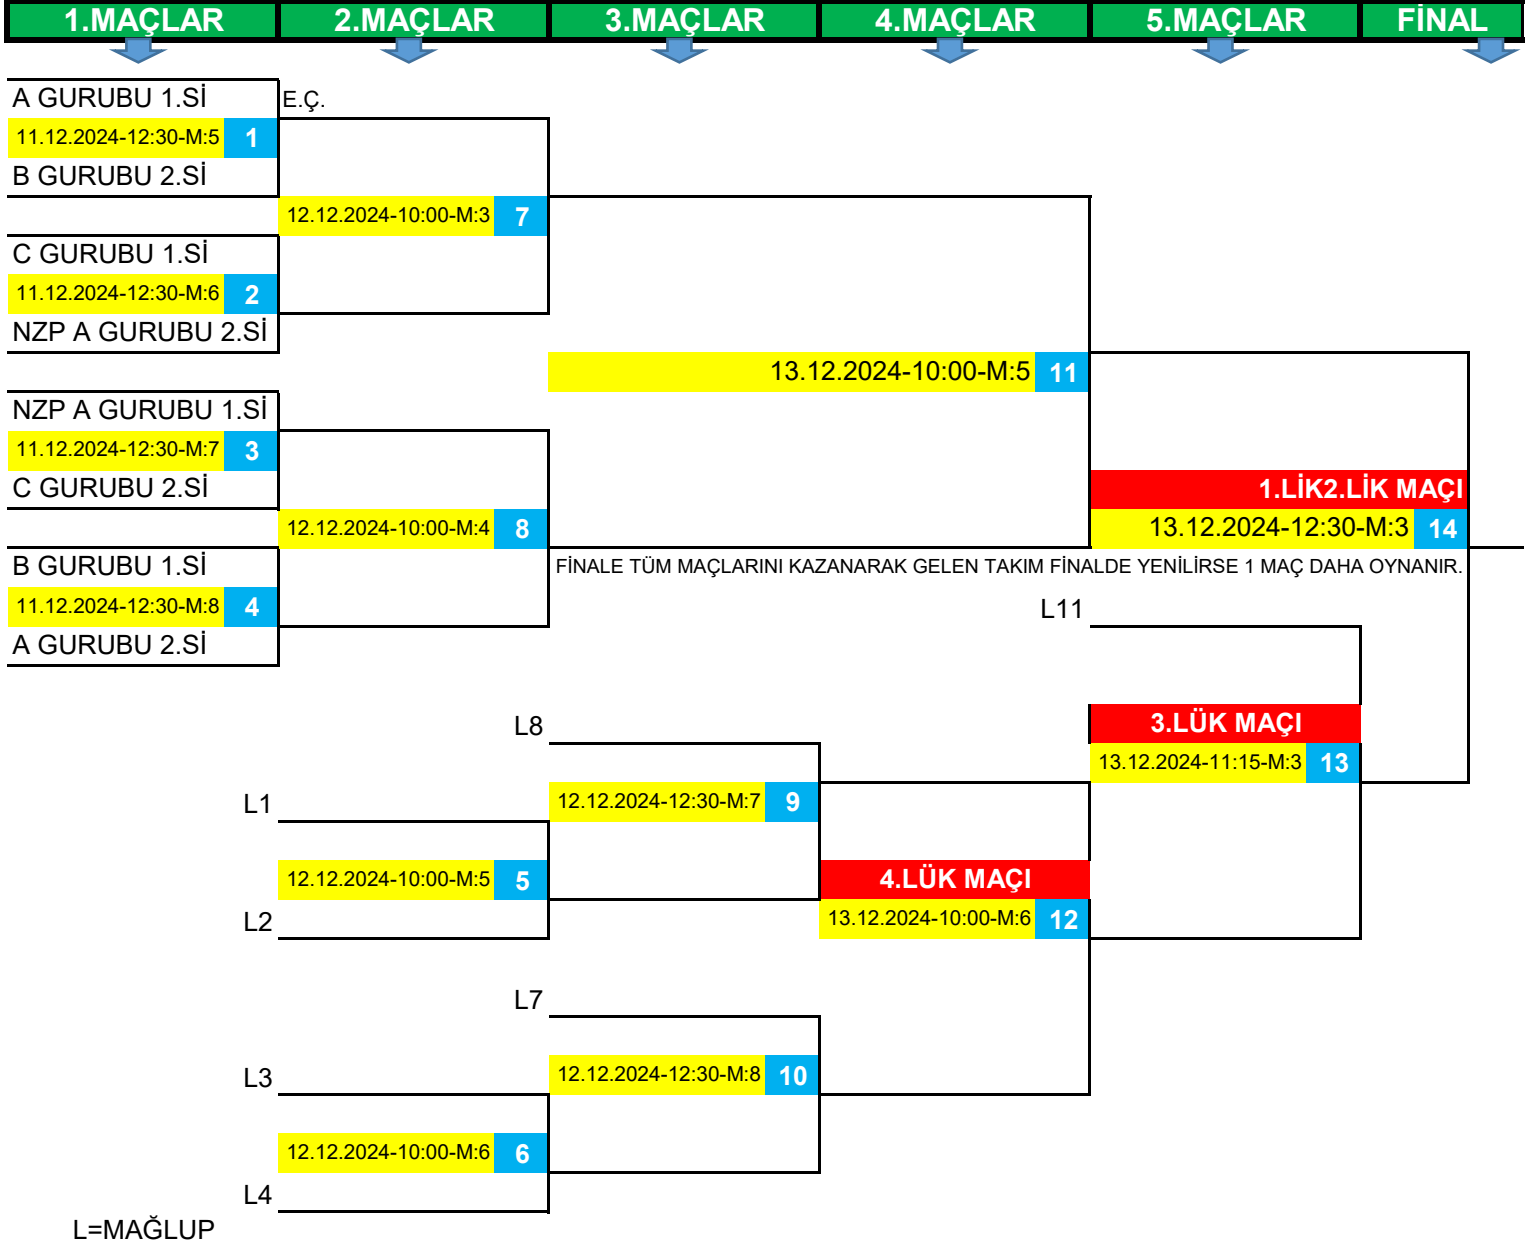 1.MAÇLAR 2.MAÇLAR 3.MAÇLAR 4.MAÇLAR 5.MAÇLAR FİNAL
A GURUBU 1.Sİ
E.Ç.
11.12.2024-12:30-M:5 1
B GURUBU 2.Sİ
12.12.2024-10:00-M:3 7
C GURUBU 1.Sİ
11.12.2024-12:30-M:6 2
NZP A GURUBU 2.Sİ
13.12.2024-10:00-M:5 11
NZP A GURUBU 1.Sİ
11.12.2024-12:30-M:7 3
C GURUBU 2.Sİ
1.LİK2.LİK MAÇI
12.12.2024-10:00-M:4 8
13.12.2024-12:30-M:3 14
B GURUBU 1.Sİ
FİNALE TÜM MAÇLARINI KAZANARAK GELEN TAKIM FİNALDE YENİLİRSE 1 MAÇ DAHA OYNANIR.
11.12.2024-12:30-M:8 4
L11
A GURUBU 2.Sİ
L8
3.LÜK MAÇI
13.12.2024-11:15-M:3 13
L1
12.12.2024-12:30-M:7 9
12.12.2024-10:00-M:5 5
4.LÜK MAÇI
L2
13.12.2024-10:00-M:6 12
L7
L3
12.12.2024-12:30-M:8 10
12.12.2024-10:00-M:6 6
L4
L=MAĞLUP